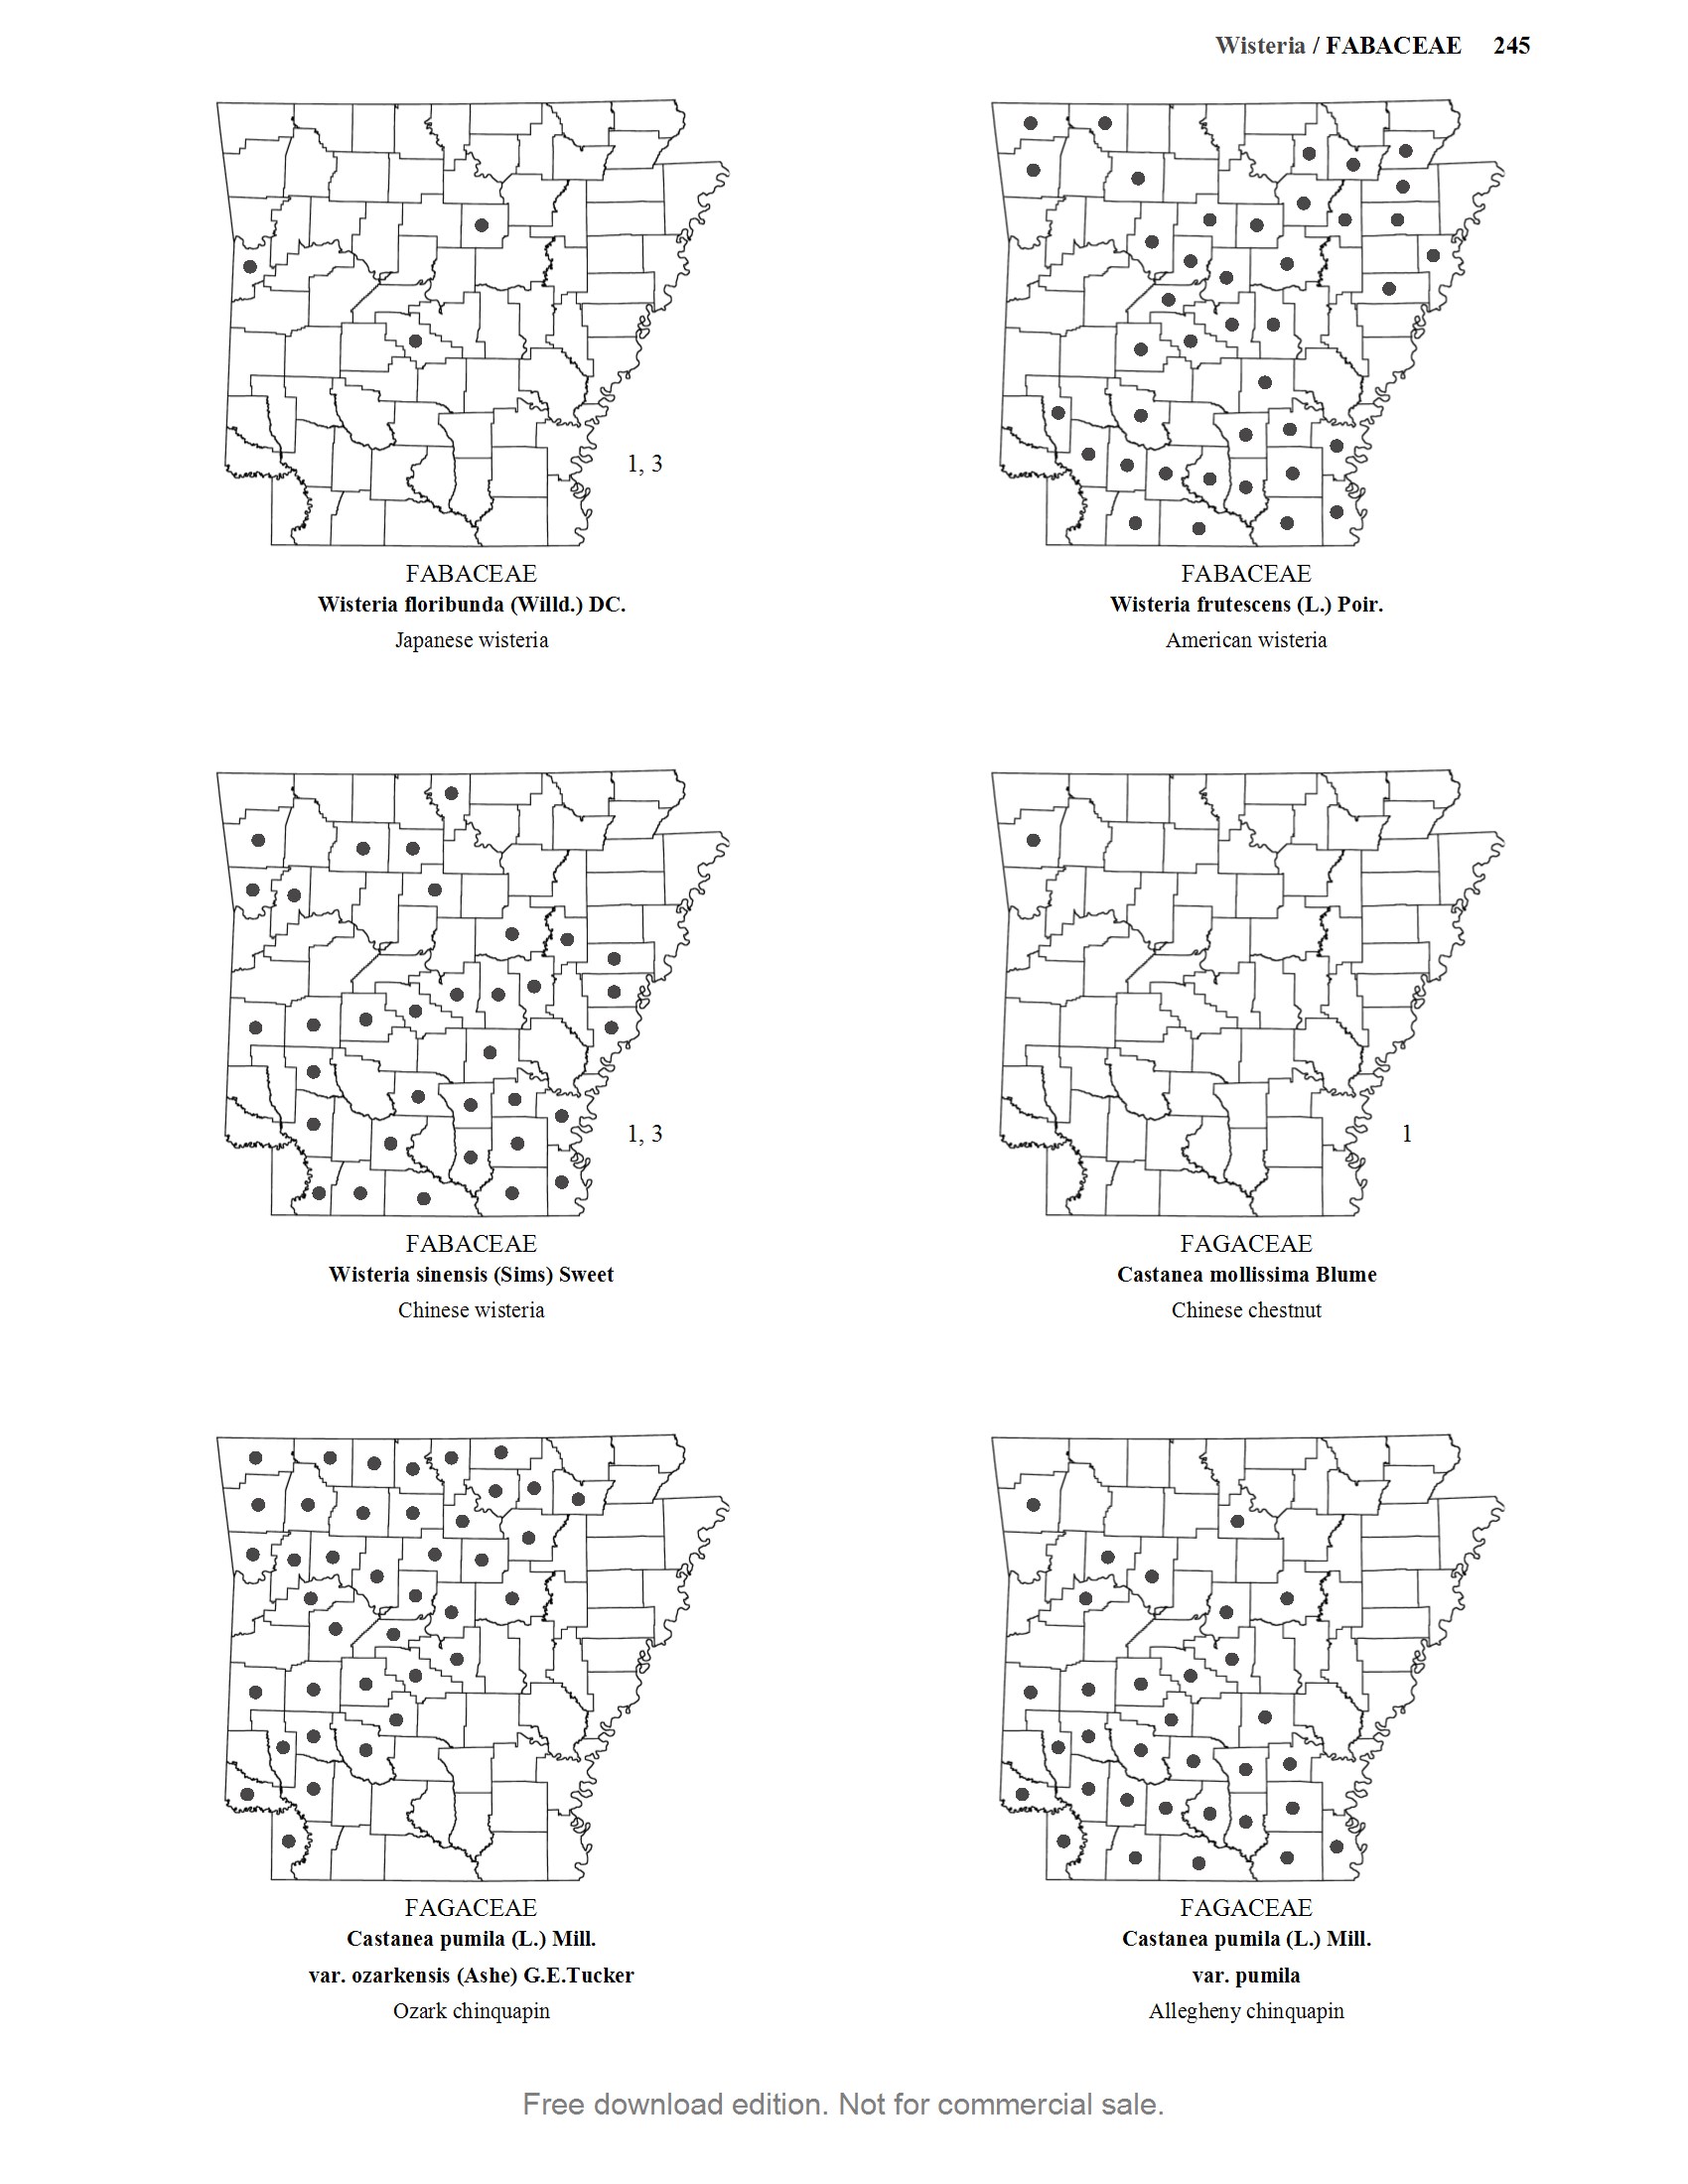 Wisteria / FABACEAE 245
FABACEAE
Wisteria floribunda (Willd.) DC.
Japanese wisteria
1, 3
FABACEAE
Wisteria frutescens (L.) Poir.
American wisteria
FABACEAE
Wisteria sinensis (Sims) Sweet
Chinese wisteria
1, 3
FAGACEAE
Castanea mollissima Blume
Chinese chestnut
1
FAGACEAE
Castanea pumila (L.) Mill.
var. ozarkensis (Ashe) G.E.Tucker
Ozark chinquapin
FAGACEAE
Castanea pumila (L.) Mill.
var. pumila
Allegheny chinquapin
Free download edition. Not for commercial sale.